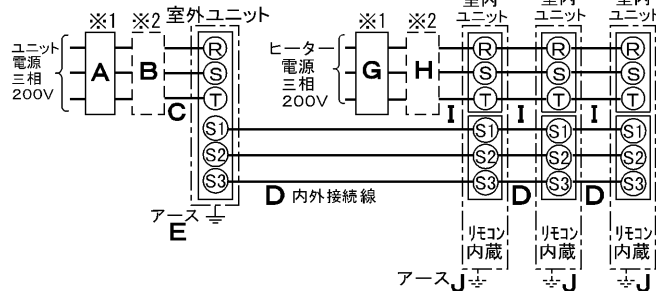 ※1
※2
室外ユニット
ユニット
電源
三相
200V
A
B
C
R
S
T
S1
S2
S3
D 内外接続線
アース
E
※1
※2
ヒーター
電源
三相
200V
G
H
室内
ユニット
室内
ユニット
室内
ユニット
R
R
R
S
S
S
T
T
T
I
I
I
S1
S1
S1
S2
S2
S2
S3
S3
S3
D
D
リモコン
内蔵
リモコン
内蔵
リモコン
内蔵
アース J
J
J